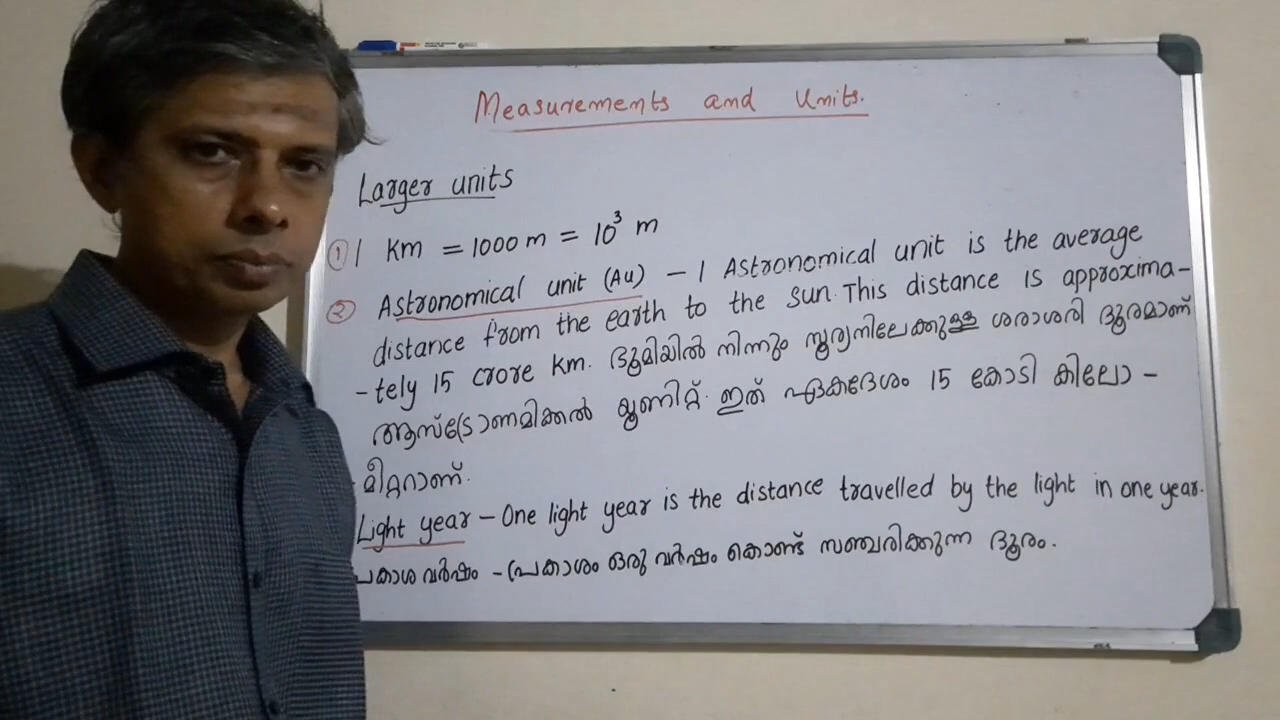 Measurements and Units.
Larger units
① 1 Km = 1000 m = 10³ m
② Astronomical unit (Au) – 1 Astronomical unit is the average
distance from the earth to the sun. This distance is approxima–
–tely 15 crore km. ഭൂമിയിൽ നിന്നും സൂര്യനിലേക്കുള്ള ശരാശരി ദൂരമാണ്
ആസ്ട്രോണമിക്കൽ യൂണിറ്റ്. ഇത് ഏകദേശം 15 കോടി കിലോ –
മീറ്ററാണ്.
Light year – One light year is the distance travelled by the light in one year.
പ്രകാശ വർഷം – പ്രകാശം ഒരു വർഷം കൊണ്ട് സഞ്ചരിക്കുന്ന ദൂരം.